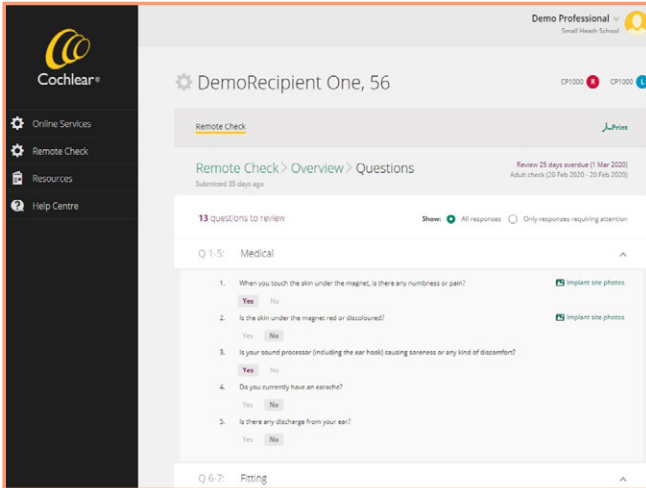 Demo Professional
Small Heath School
Cochlear®
DemoRecipient One, 56
CP1000 R CP1000 L
Online Services
Remote Check
Resources
Help Centre
Remote Check
Print
Remote Check > Overview > Questions
Submitted 35 days ago
Review 25 days overdue (1 Mar 2020)
Adult check (20 Feb 2020 - 20 Feb 2020)
13 questions to review
Show: All responses Only responses requiring attention
Q 1-5: Medical
1. When you touch the skin under the magnet, is there any numbness or pain? Implant site photos
Yes No
2. Is the skin under the magnet red or discoloured? Implant site photos
Yes No
3. Is your sound processor (including the ear hook) causing soreness or any kind of discomfort?
Yes No
4. Do you currently have an earache?
Yes No
5. Is there any discharge from your ear?
Yes No
Q 6-7: Fitting